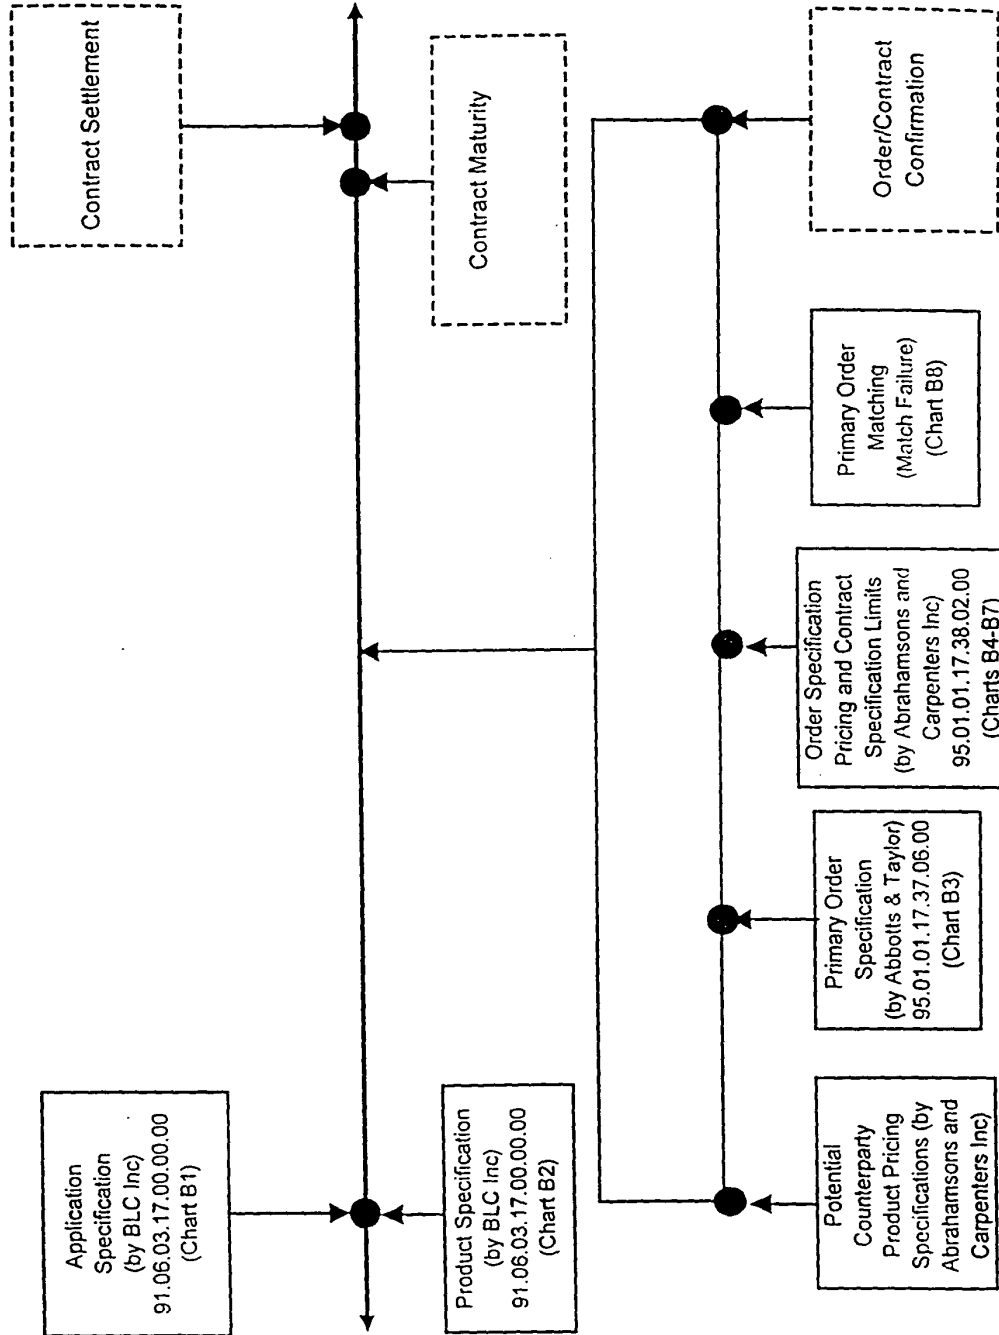 Application
Specification
(by BLC Inc)
91.06.03.17.00.00.00
(Chart B1)
Contract Settlement
Product Specification
(by BLC Inc)
91.06.03.17.00.00.00
(Chart B2)
Contract Maturity
Potential
Counterparty
Product Pricing
Specifications (by
Abrahamsons and
Carpenters Inc)
Primary Order
Specification
(by Abbotts & Taylor)
95.01.01.17.37.06.00
(Chart B3)
Order Specification
Pricing and Contract
Specification Limits
(by Abrahamsons and
Carpenters Inc)
95.01.01.17.38.02.00
(Charts B4-B7)
Primary Order
Matching
(Match Failure)
(Chart B8)
Order/Contract
Confirmation